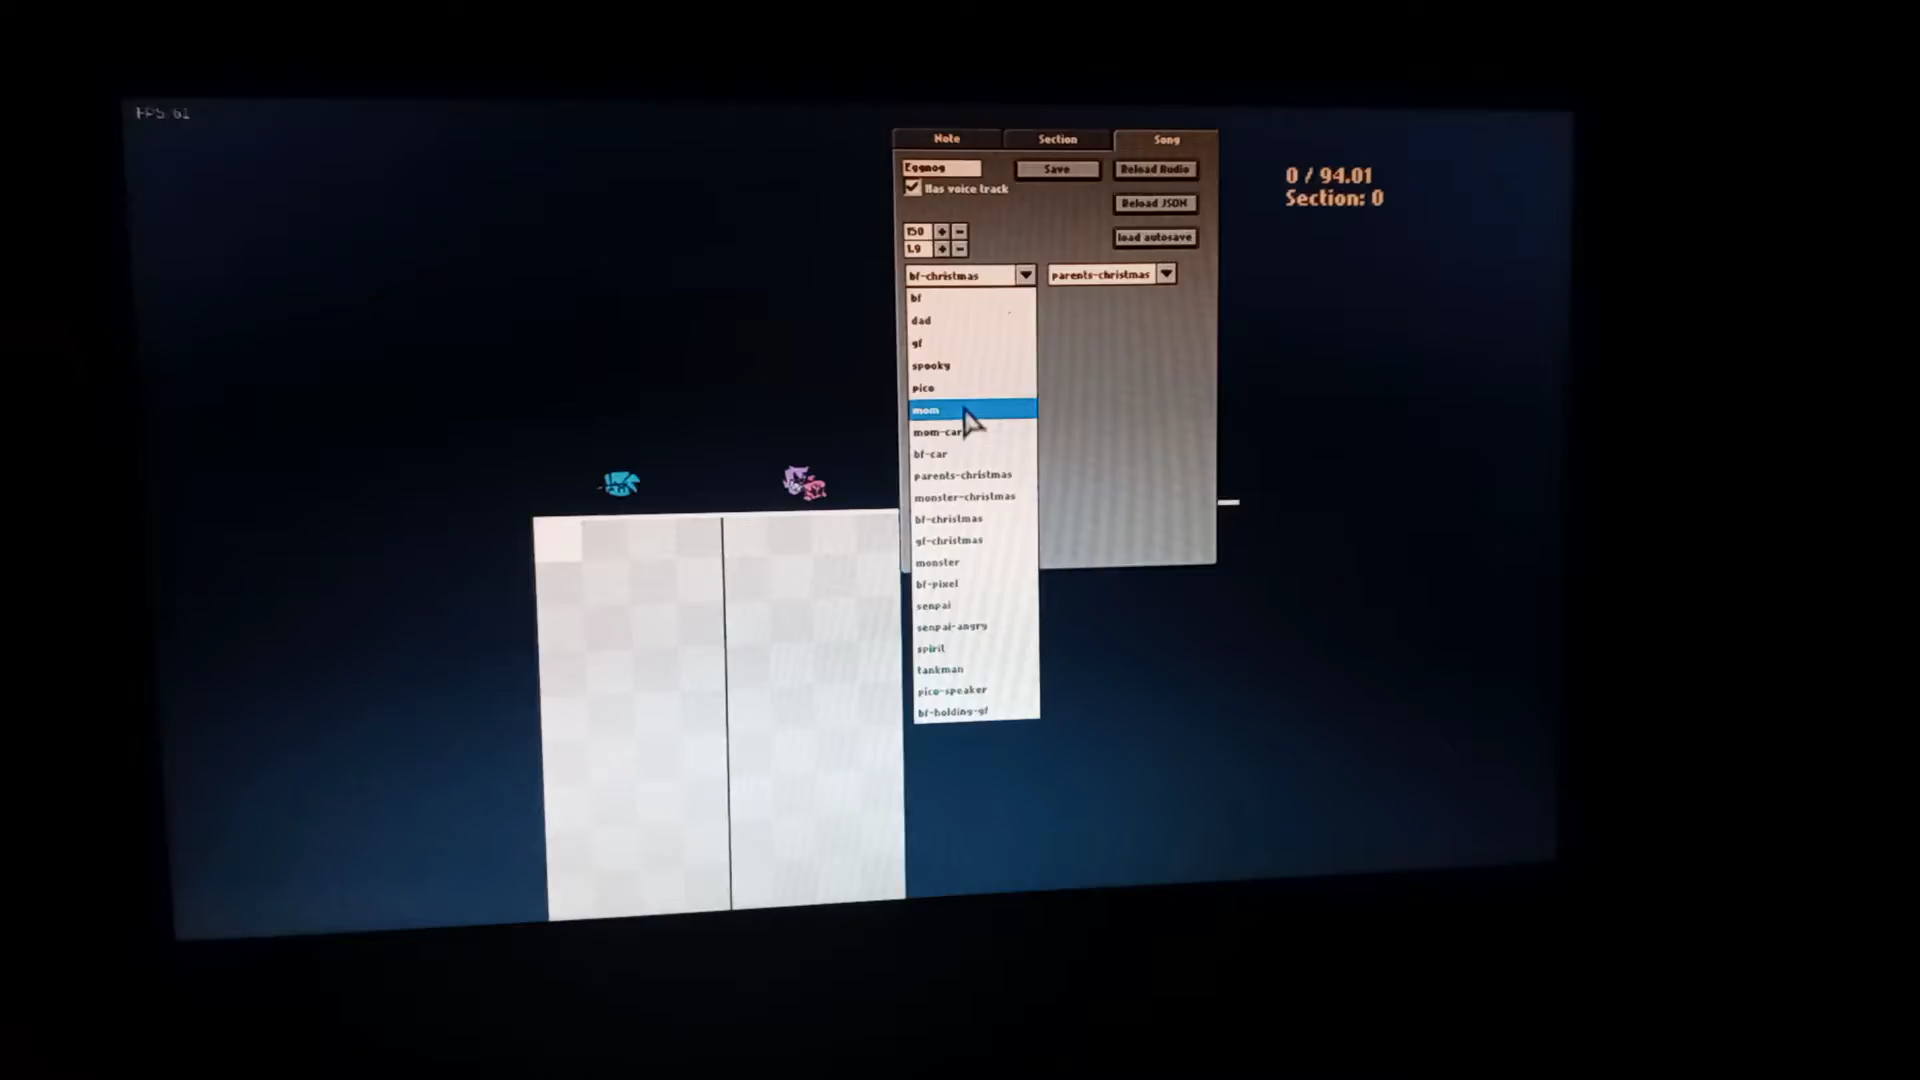 FPS 61
Note
Section
Song
Eggnog
Save
Reload Audio
Has voice track
Reload JSON
150 + -
load autosave
1.9 + -
bf-christmas
parents-christmas
bf
dad
gf
spooky
pico
mom
mom-car
bf-car
parents-christmas
monster-christmas
bf-christmas
gf-christmas
monster
bf-pixel
senpai
senpai-angry
spirit
tankman
pico-speaker
bf-holding-gf
0 / 94.01
Section: 0